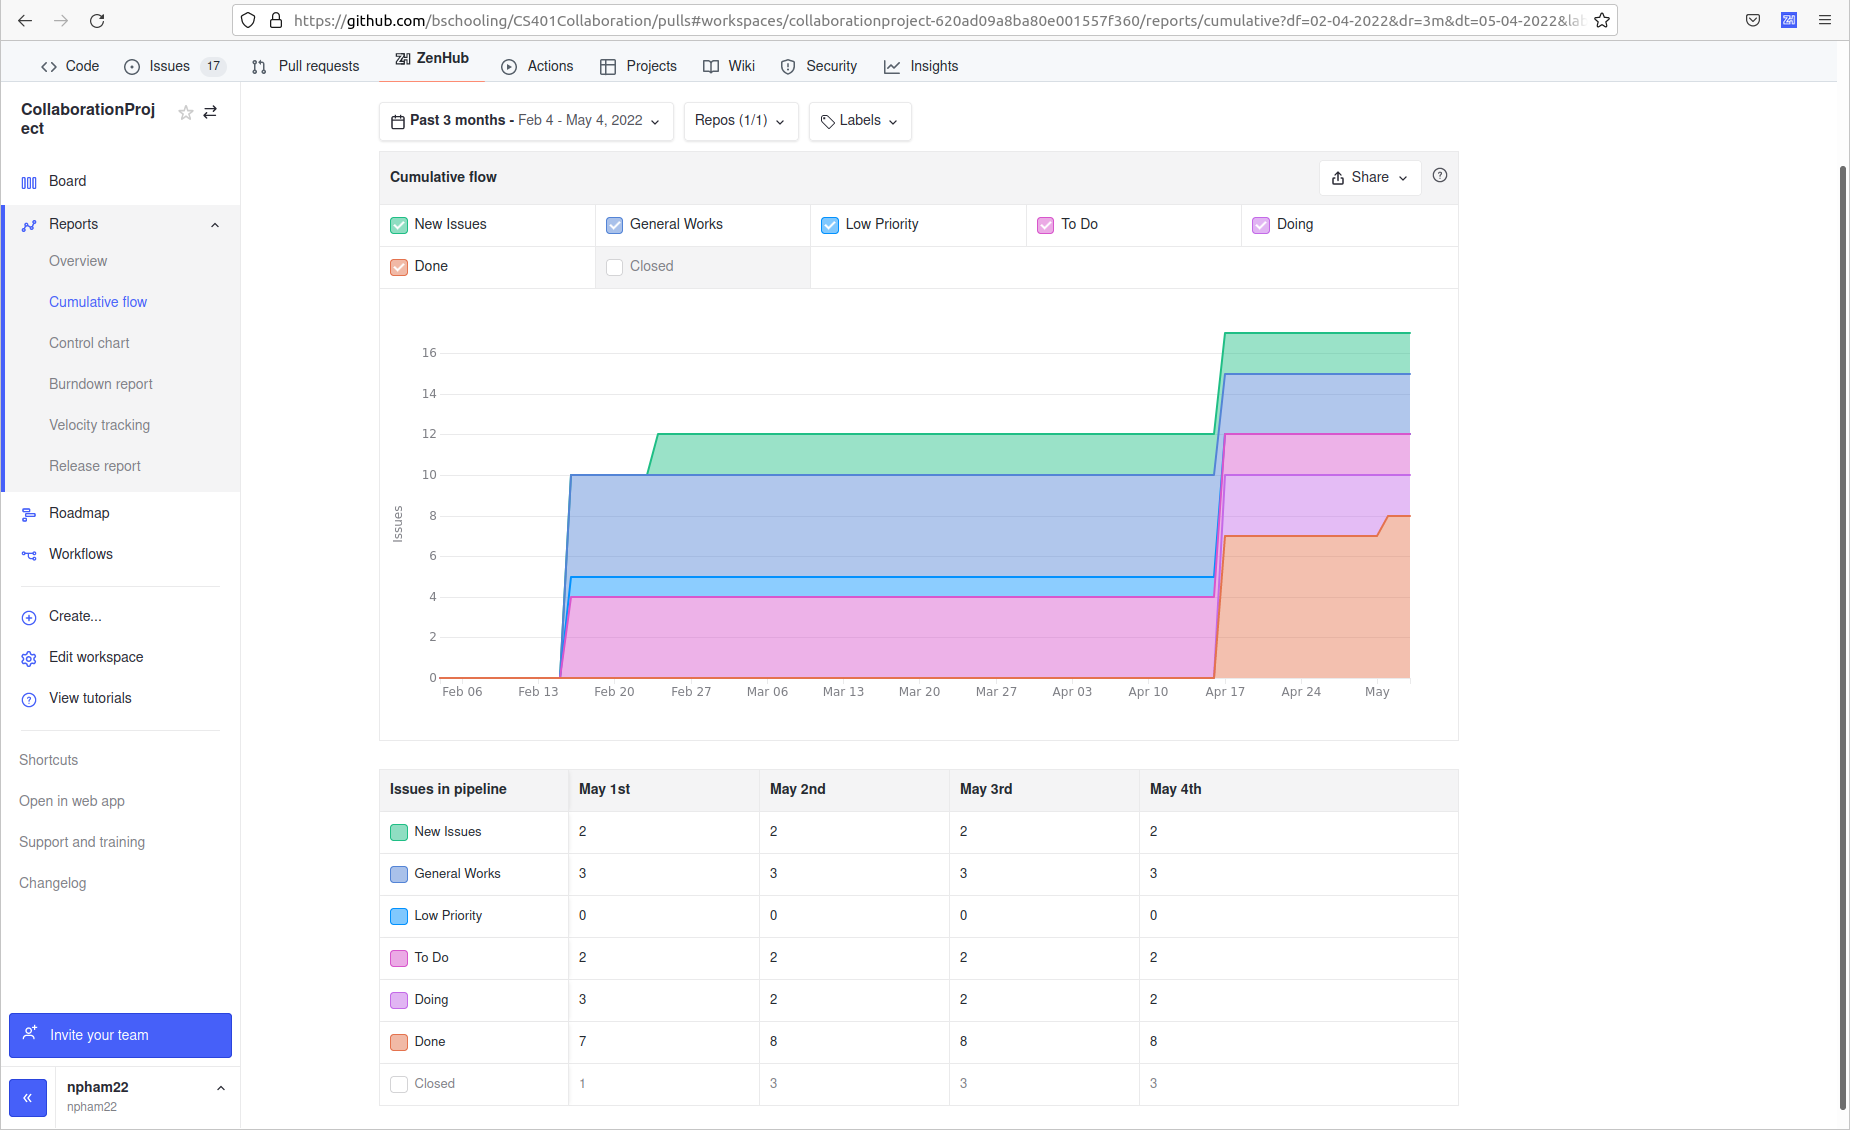 https://github.com/bschooling/CS401Collaboration/pulls#workspaces/collaborationproject-620ad09a8ba80e001557f360/reports/cumulative?df=02-04-2022&dr=3m&dt=05-04-2022&la
Code Issues 17 Pull requests ZenHub Actions Projects Wiki Security Insights
CollaborationProj
ect
Board
Reports
Overview
Cumulative flow
Control chart
Burndown report
Velocity tracking
Release report
Roadmap
Workflows
Create...
Edit workspace
View tutorials
Shortcuts
Open in web app
Support and training
Changelog
Invite your team
npham22
npham22
Past 3 months - Feb 4 - May 4, 2022 Repos (1/1) Labels
Cumulative flow Share
New Issues General Works Low Priority To Do Doing
Done Closed
16
14
12
10
8
6
4
2
0
Issues
Feb 06 Feb 13 Feb 20 Feb 27 Mar 06 Mar 13 Mar 20 Mar 27 Apr 03 Apr 10 Apr 17 Apr 24 May
Issues in pipeline May 1st May 2nd May 3rd May 4th
New Issues 2 2 2 2
General Works 3 3 3 3
Low Priority 0 0 0 0
To Do 2 2 2 2
Doing 3 2 2 2
Done 7 8 8 8
Closed 1 3 3 3